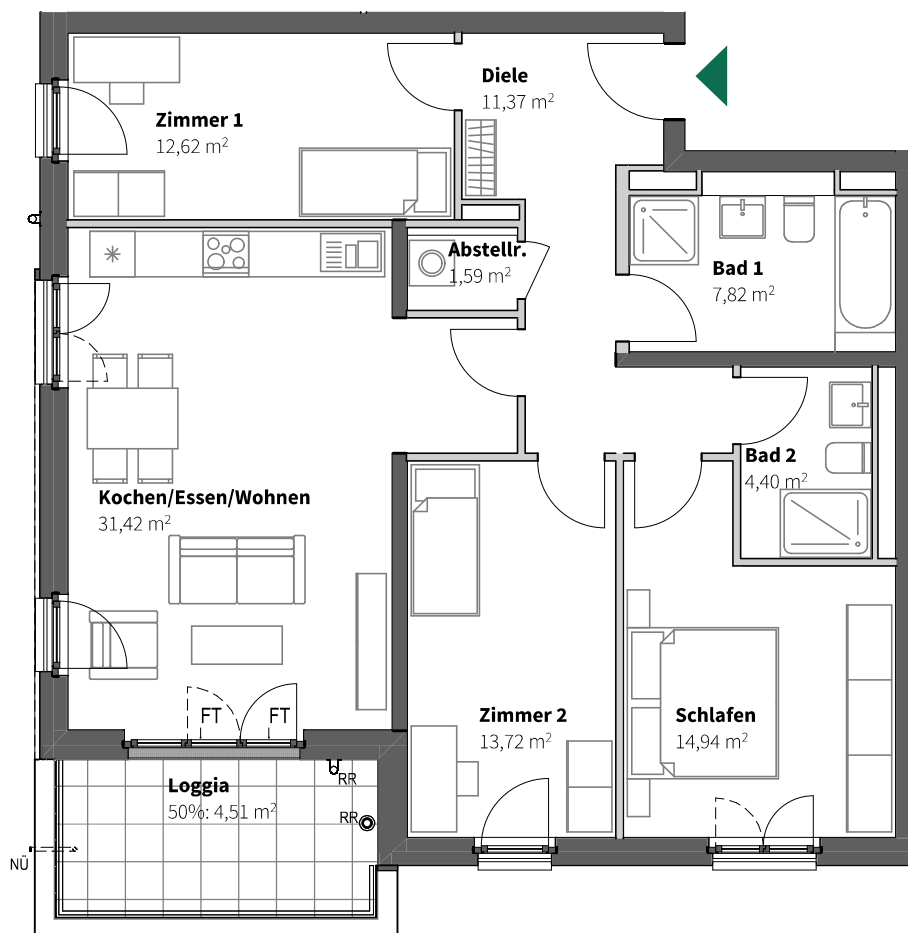 Diele
11,37 m²
Zimmer 1
12,62 m²
Abstellr.
1,59 m²
Bad 1
7,82 m²
Bad 2
4,40 m²
Kochen/Essen/Wohnen
31,42 m²
FT FT
Zimmer 2
13,72 m²
Schlafen
14,94 m²
Loggia
50%: 4,51 m²
RR
RR
NÜ